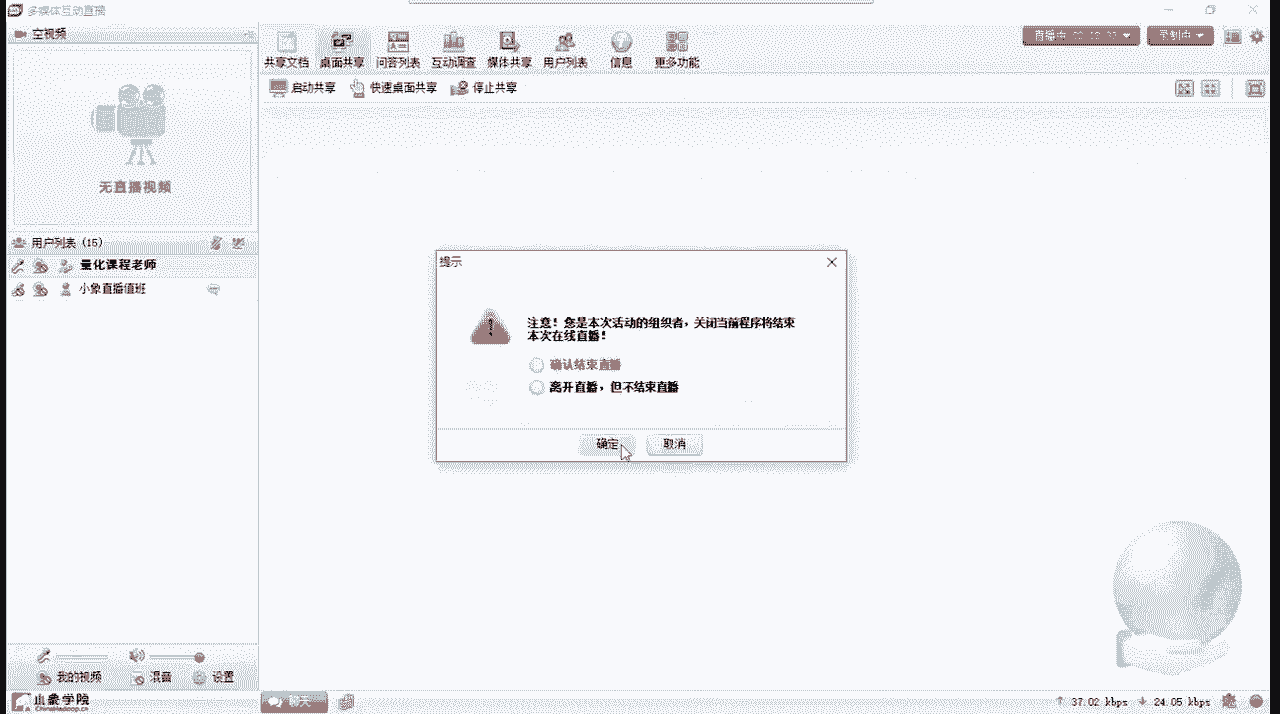 多媒体互动直播
空视频
共享文档 桌面共享 问答列表 互动调查 媒体共享 用户列表 信息 更多功能
直播中
录制中
启动共享 快速桌面共享 停止共享
无直播视频
用户列表 (15)
量化课程老师
小象直播值班
提示
注意！您是本次活动的组织者，关闭当前程序将结束
本次在线直播！
确认结束直播
离开直播，但不结束直播
确定 取消
我的视频 混音 设置
小象学院
ChinaHadoop.cn
聊天
37.02 kbps 24.05 kbps